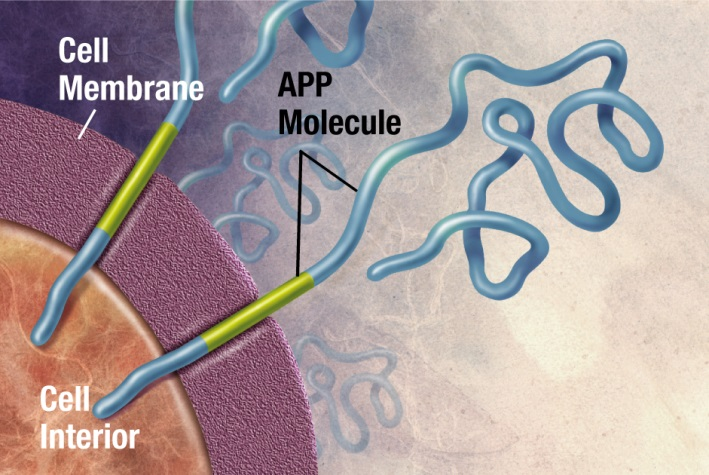 Cell
Membrane
APP
Molecule
Cell
Interior